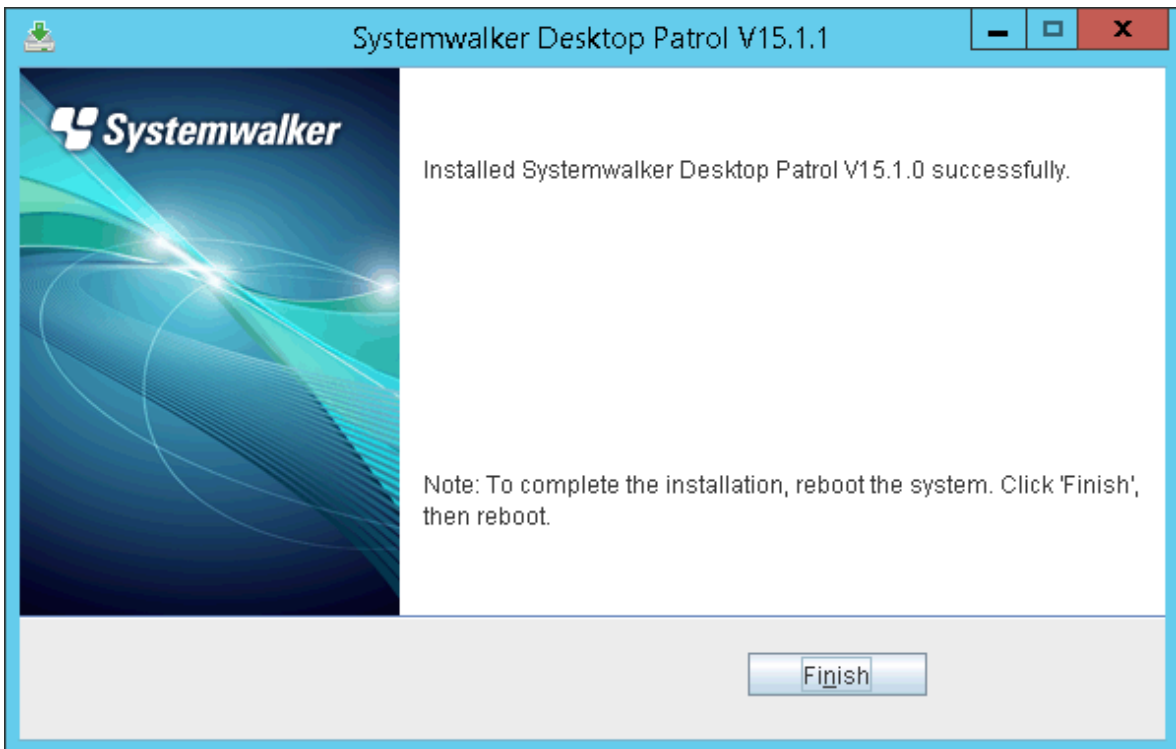 Systemwalker Desktop Patrol V15.1.1
Systemwalker
Installed Systemwalker Desktop Patrol V15.1.0 successfully.
Note: To complete the installation, reboot the system. Click 'Finish',
then reboot.
Finish